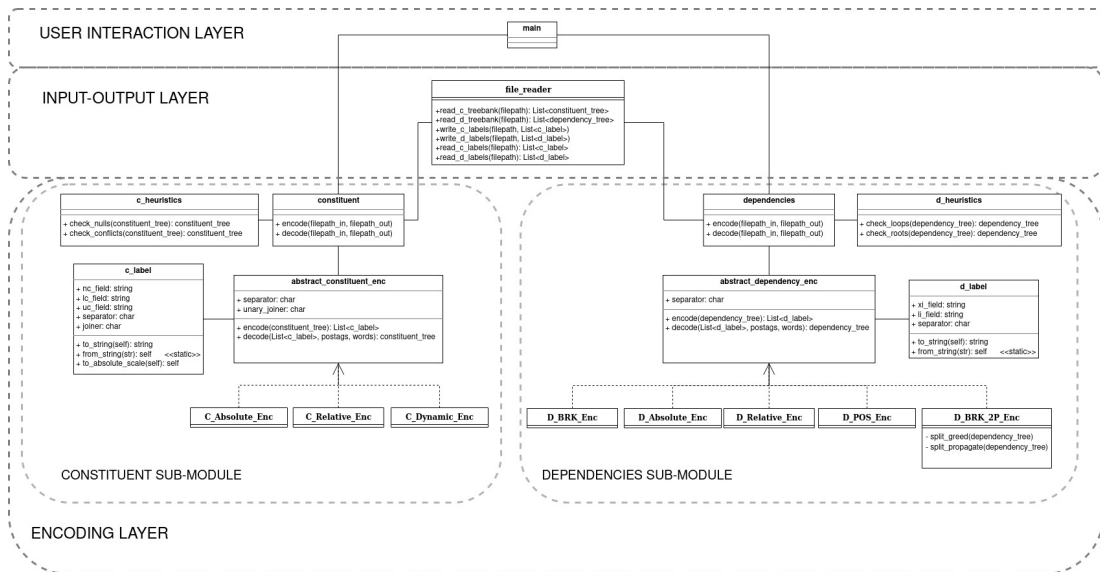 USER INTERACTION LAYER
main
INPUT-OUTPUT LAYER
file_reader
+read_c_treebank(filepath): List<constituent_tree>
+read_d_treebank(filepath): List<dependency_tree>
+write_c_labels(filepath, List<c_label>)
+write_d_labels(filepath, List<d_label>)
+read_c_labels(filepath): List<c_label>
+read_d_labels(filepath): List<d_label>
c_heuristics
+ check_nulls(constituent_tree): constituent_tree
+ check_conflicts(constituent_tree): constituent_tree
constituent
+ encode(filepath_in, filepath_out)
+ decode(filepath_in, filepath_out)
c_label
+ nc_field: string
+ lc_field: string
+ uc_field: string
+ separator: char
+ joiner: char
+ to_string(self): string
+ from_string(str): self <<static>>
+ to_absolute_scale(self): self
abstract_constituent_enc
+ separator: char
+ unary_joiner: char
+ encode(constituent_tree): List<c_label>
+ decode(List<c_label>, postags, words): constituent_tree
C_Absolute_Enc
C_Relative_Enc
C_Dynamic_Enc
CONSTITUENT SUB-MODULE
dependencies
+ encode(filepath_in, filepath_out)
+ decode(filepath_in, filepath_out)
d_heuristics
+ check_loops(dependency_tree): dependency_tree
+ check_roots(dependency_tree): dependency_tree
abstract_dependency_enc
+ separator: char
+ encode(dependency_tree): List<d_label>
+ decode(List<d_label>, postags, words): dependency_tree
d_label
+ xi_field: string
+ li_field: string
+ separator: char
+ to_string(self): string
+ from_string(str): self <<static>>
D_BRK_Enc
D_Absolute_Enc
D_Relative_Enc
D_POS_Enc
D_BRK_2P_Enc
- split_greed(dependency_tree)
- split_propagate(dependency_tree)
DEPENDENCIES SUB-MODULE
ENCODING LAYER